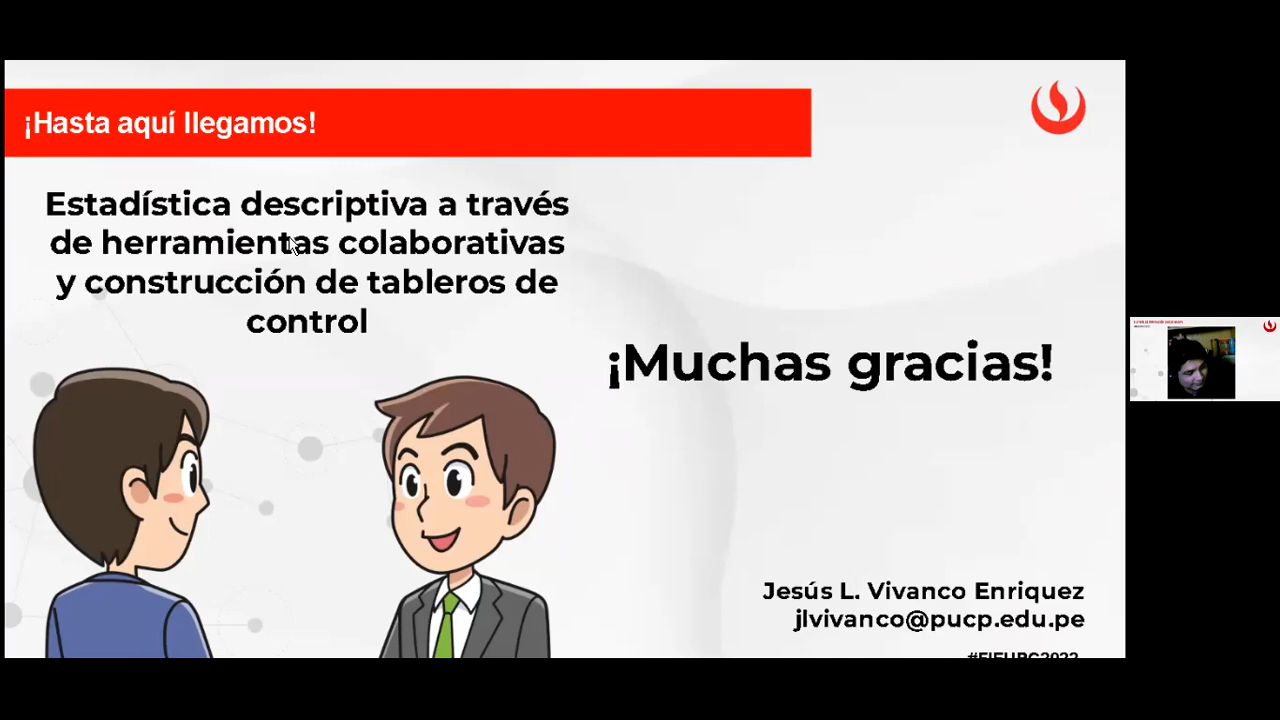 ¡Hasta aquí llegamos!
Estadística descriptiva a través
de herramientas colaborativas
y construcción de tableros de
control
¡Muchas gracias!
Jesús L. Vivanco Enriquez
jlvivanco@pucp.edu.pe
#FIEUPC2022